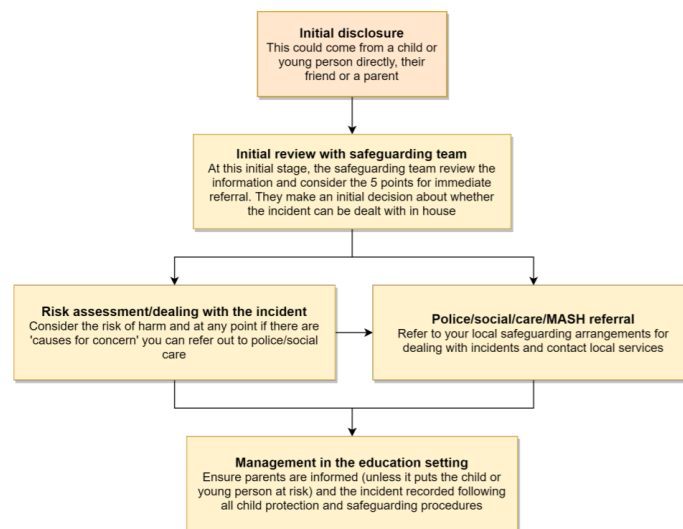 Initial disclosure
This could come from a child or
young person directly, their
friend or a parent
Initial review with safeguarding team
At this initial stage, the safeguarding team review the
information and consider the 5 points for immediate
referral. They make an initial decision about whether
the incident can be dealt with in house
Risk assessment/dealing with the incident
Consider the risk of harm and at any point if there are
'causes for concern' you can refer out to police/social
care
Police/social/care/MASH referral
Refer to your local safeguarding arrangements for
dealing with incidents and contact local services
Management in the education setting
Ensure parents are informed (unless it puts the child or
young person at risk) and the incident recorded following
all child protection and safeguarding procedures